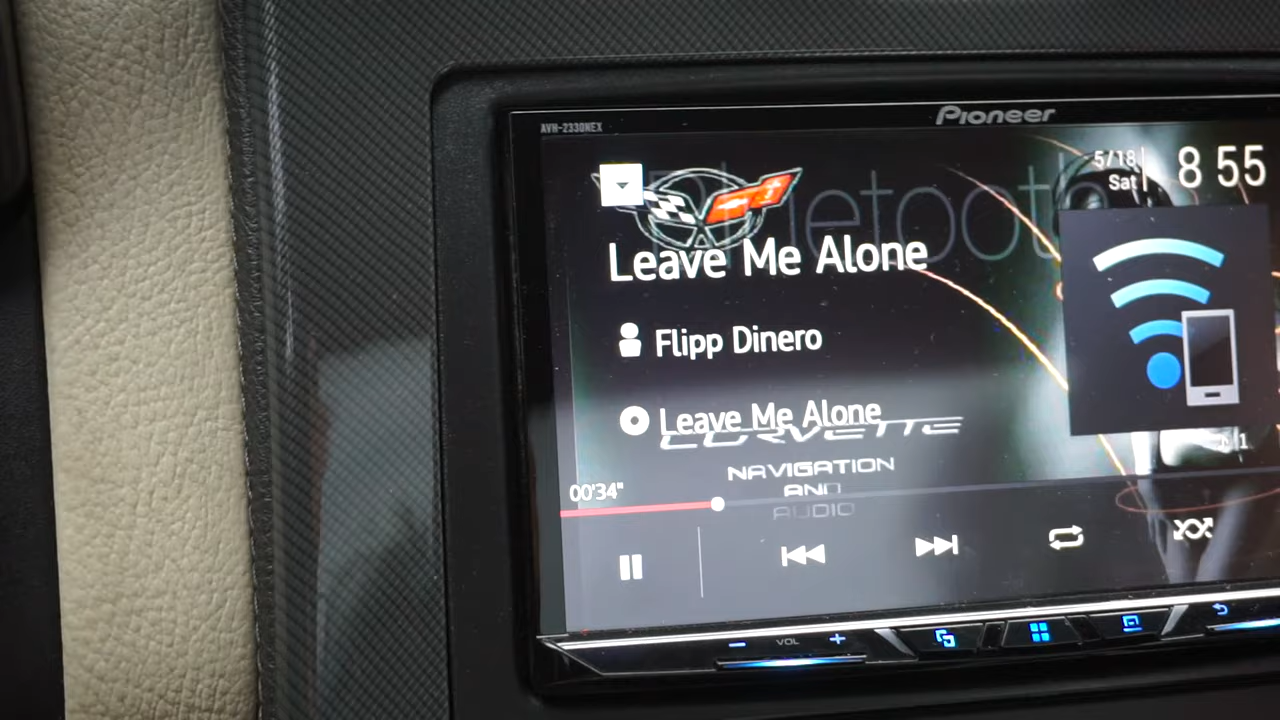 Pioneer
AVH-2330NEX
5/18
Sat
8 55
Bluetooth
Leave Me Alone
Flipp Dinero
Leave Me Alone
CORVETTE
NAVIGATION
AND
AUDIO
1
00'34"
VOL